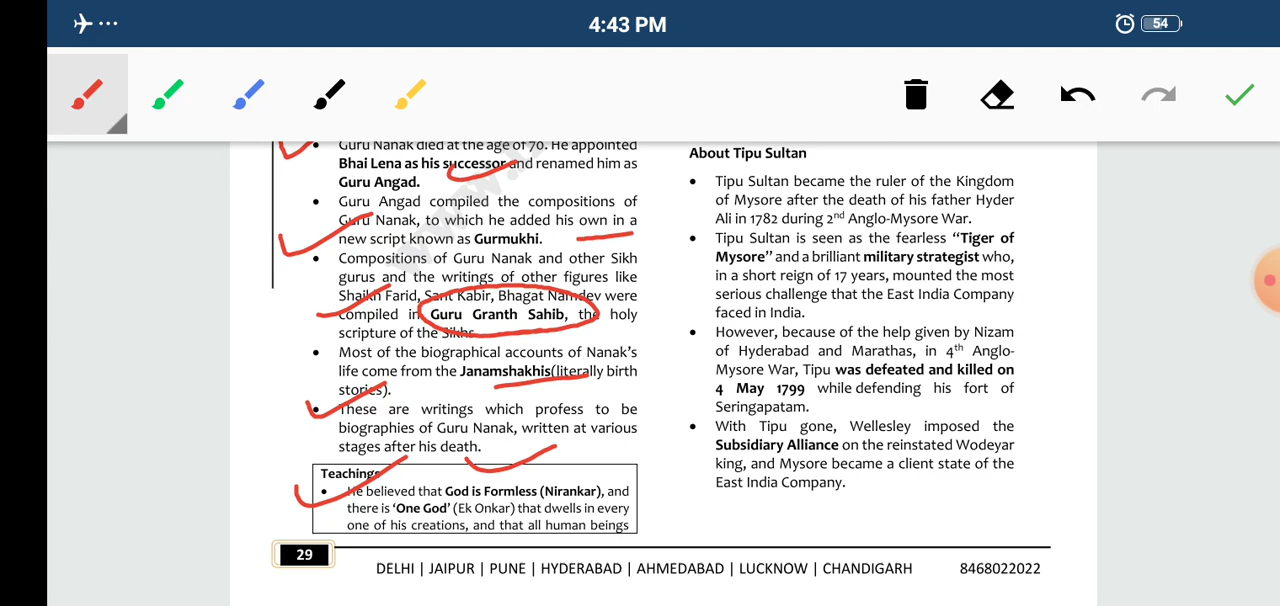 4:43 PM
54
Guru Nanak died at the age of 70. He appointed
Bhai Lena as his successor and renamed him as
Guru Angad.
• Guru Angad compiled the compositions of
Guru Nanak, to which he added his own in a
new script known as Gurmukhi.
• Compositions of Guru Nanak and other Sikh
gurus and the writings of other figures like
Shaikh Farid, Sant Kabir, Bhagat Namdev were
compiled in Guru Granth Sahib, the holy
scripture of the Sikhs.
• Most of the biographical accounts of Nanak's
life come from the Janamshakhis(literally birth
stories).
• These are writings which profess to be
biographies of Guru Nanak, written at various
stages after his death.
Teachings
• He believed that God is Formless (Nirankar), and
there is 'One God' (Ek Onkar) that dwells in every
one of his creations, and that all human beings
About Tipu Sultan
• Tipu Sultan became the ruler of the Kingdom
of Mysore after the death of his father Hyder
Ali in 1782 during 2nd Anglo-Mysore War.
• Tipu Sultan is seen as the fearless "Tiger of
Mysore" and a brilliant military strategist who,
in a short reign of 17 years, mounted the most
serious challenge that the East India Company
faced in India.
• However, because of the help given by Nizam
of Hyderabad and Marathas, in 4th Anglo-
Mysore War, Tipu was defeated and killed on
4 May 1799 while defending his fort of
Seringapatam.
• With Tipu gone, Wellesley imposed the
Subsidiary Alliance on the reinstated Wodeyar
king, and Mysore became a client state of the
East India Company.
29
DELHI | JAIPUR | PUNE | HYDERABAD | AHMEDABAD | LUCKNOW | CHANDIGARH 8468022022